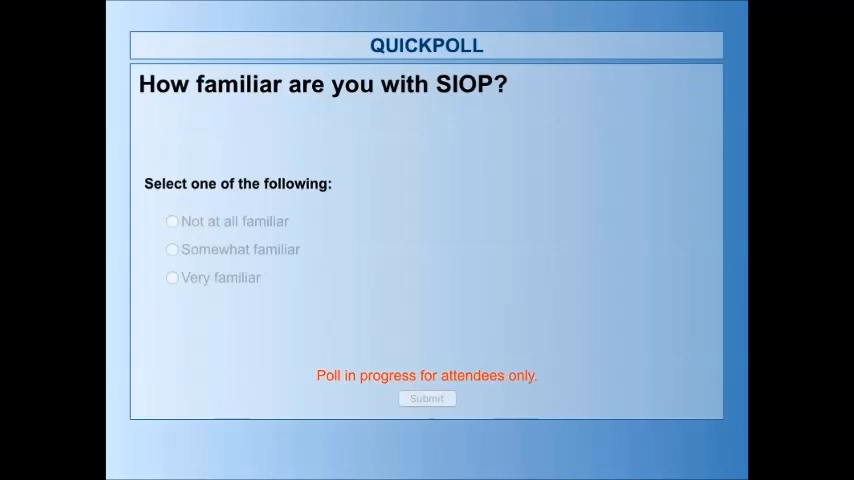 QUICKPOLL
How familiar are you with SIOP?
Select one of the following:
Not at all familiar
Somewhat familiar
Very familiar
Poll in progress for attendees only.
Submit